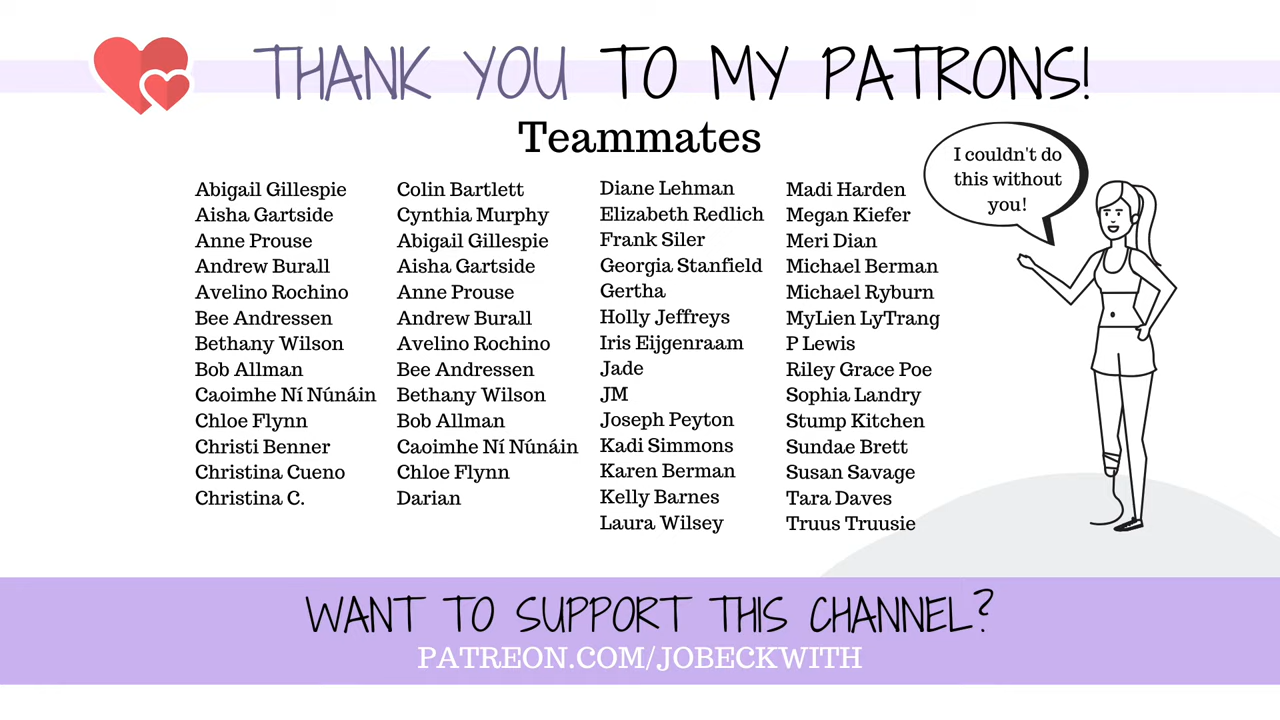 THANK YOU TO MY PATRONS!
Teammates
Abigail Gillespie
Aisha Gartside
Anne Prouse
Andrew Burall
Avelino Rochino
Bee Andressen
Bethany Wilson
Bob Allman
Caoimhe Ní Núnáin
Chloe Flynn
Christi Benner
Christina Cueno
Christina C.
Colin Bartlett
Cynthia Murphy
Abigail Gillespie
Aisha Gartside
Anne Prouse
Andrew Burall
Avelino Rochino
Bee Andressen
Bethany Wilson
Bob Allman
Caoimhe Ní Núnáin
Chloe Flynn
Darian
Diane Lehman
Elizabeth Redlich
Frank Siler
Georgia Stanfield
Gertha
Holly Jeffreys
Iris Eijgenraam
Jade
JM
Joseph Peyton
Kadi Simmons
Karen Berman
Kelly Barnes
Laura Wilsey
Madi Harden
Megan Kiefer
Meri Dian
Michael Berman
Michael Ryburn
MyLien LyTrang
P Lewis
Riley Grace Poe
Sophia Landry
Stump Kitchen
Sundae Brett
Susan Savage
Tara Daves
Truus Truusie
I couldn't do
this without
you!
WANT TO SUPPORT THIS CHANNEL?
PATREON.COM/JOBECKWITH